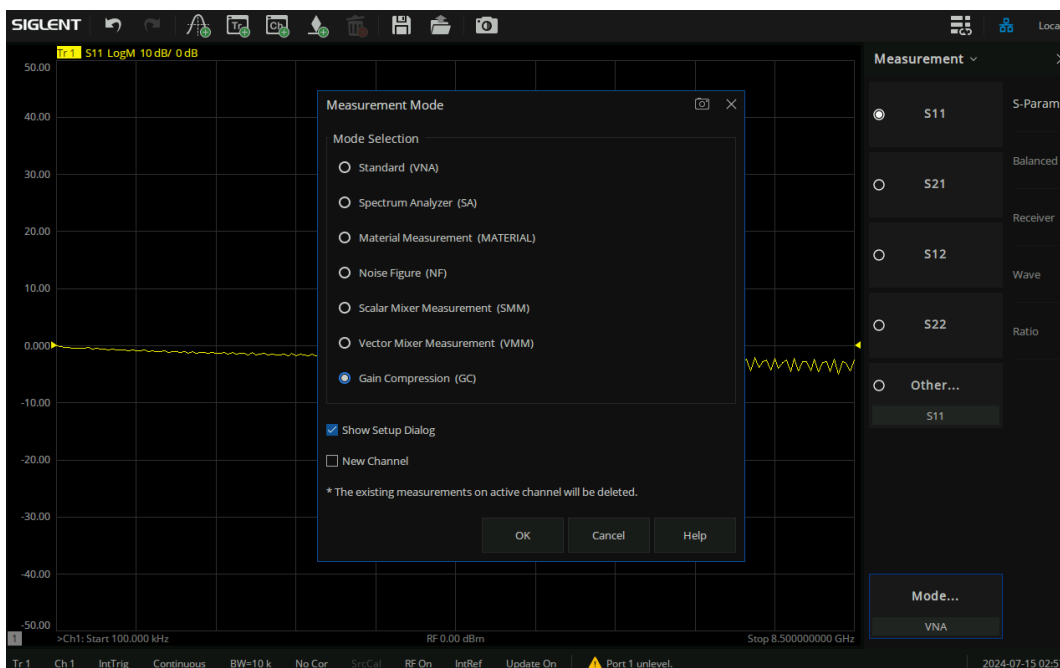 SIGLENT
Tr Ch Loca
Tr 1 S11 LogM 10 dB/ 0 dB
50.00
40.00
30.00
20.00
10.00
0.000
-10.00
-20.00
-30.00
-40.00
-50.00
1 >Ch1: Start 100.000 kHz RF 0.00 dBm Stop 8.500000000 GHz
Measurement Mode
Mode Selection
Standard (VNA)
Spectrum Analyzer (SA)
Material Measurement (MATERIAL)
Noise Figure (NF)
Scalar Mixer Measurement (SMM)
Vector Mixer Measurement (VMM)
Gain Compression (GC)
Show Setup Dialog
New Channel
* The existing measurements on active channel will be deleted.
OK Cancel Help
Measurement
S11
S21
S12
S22
Other...
S11
Mode...
VNA
S-Param
Balanced
Receiver
Wave
Ratio
Tr 1 Ch 1 IntTrig Continuous BW=10 k No Cor SrcCal RF On IntRef Update On Port 1 unlevel. 2024-07-15 02:5